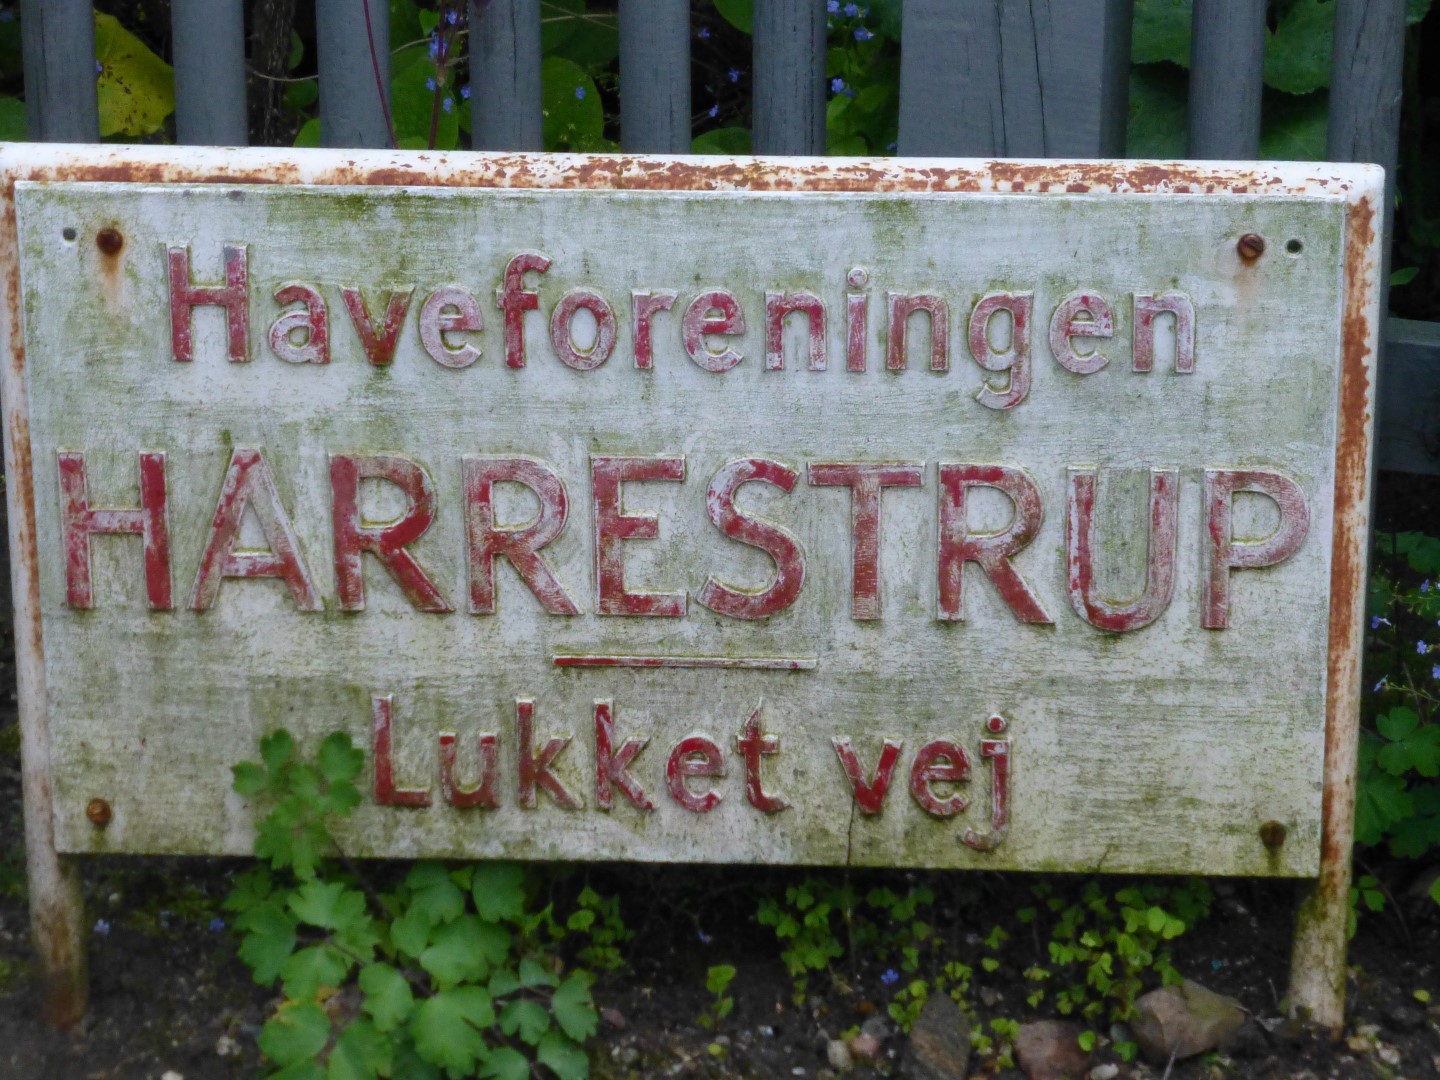 Haveforeningen
HARRESTRUP
Lukket vej